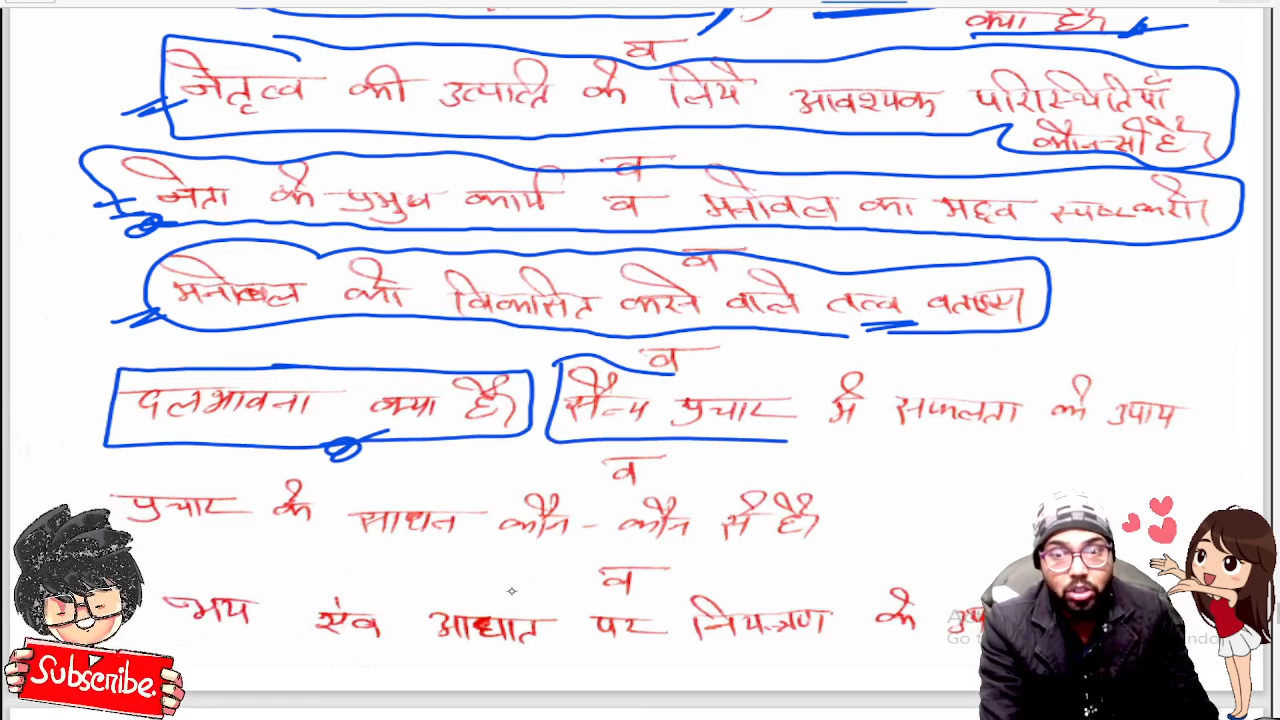 क्या है?
व
नेतृत्व की उत्पत्ति के लिये आवश्यक परिस्थितियाँ
कौन-सी है?
व
नेता के प्रमुख कार्य व मनोबल का महत्व स्पष्ट करो।
व
मनोबल को विकसित करने वाले तत्व बताइए।
व
दलभावना क्या है? सैन्य प्रचार मे सफलता के उपाय
व
प्रचार के साधन कौन-कौन से है?
व
भय एंव आघात पर नियन्त्रण के
Subscribe.